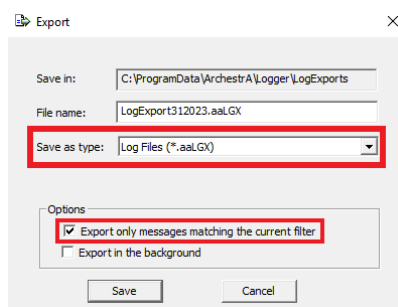 Export
Save in: C:\ProgramData\ArchestrA\Logger\LogExports
File name: LogExport312023.aaLGX
Save as type: Log Files (*.aaLGX)
Options
Export only messages matching the current filter
Export in the background
Save Cancel